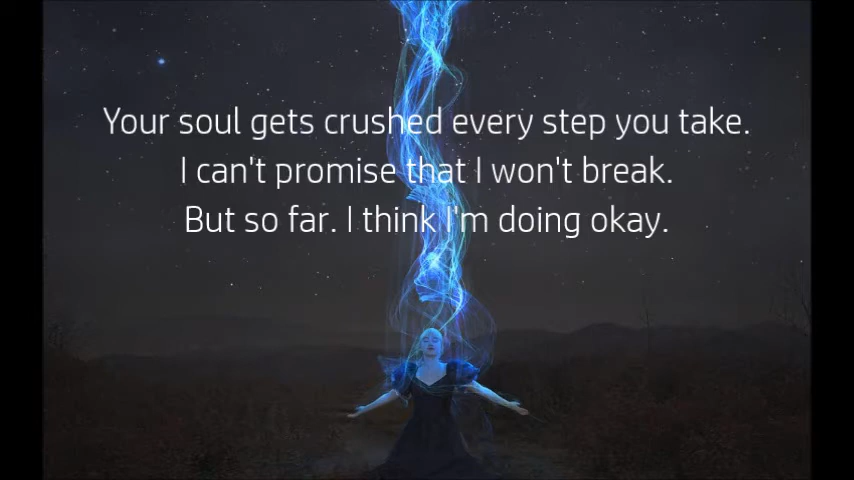 Your soul gets crushed every step you take.
I can't promise that I won't break.
But so far. I think I'm doing okay.